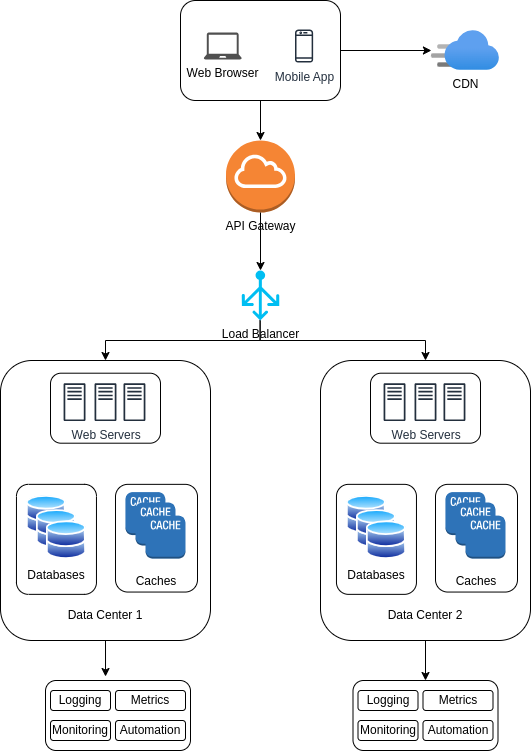 Web Browser
Mobile App
CDN
API Gateway
Load Balancer
Web Servers
Web Servers
CACHE
CACHE
CACHE
CACHE
CACHE
CACHE
Databases
Caches
Databases
Caches
Data Center 1
Data Center 2
Logging
Metrics
Logging
Metrics
Monitoring
Automation
Monitoring
Automation